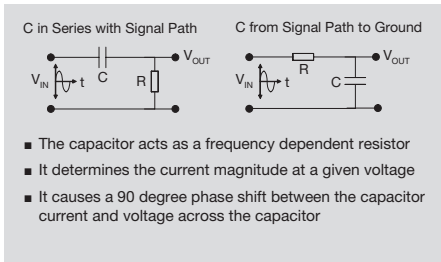 C in Series with Signal Path
C from Signal Path to Ground
VOUT
VIN
t
C
R
VOUT
VIN
t
R
C
■ The capacitor acts as a frequency dependent resistor
■ It determines the current magnitude at a given voltage
■ It causes a 90 degree phase shift between the capacitor
current and voltage across the capacitor